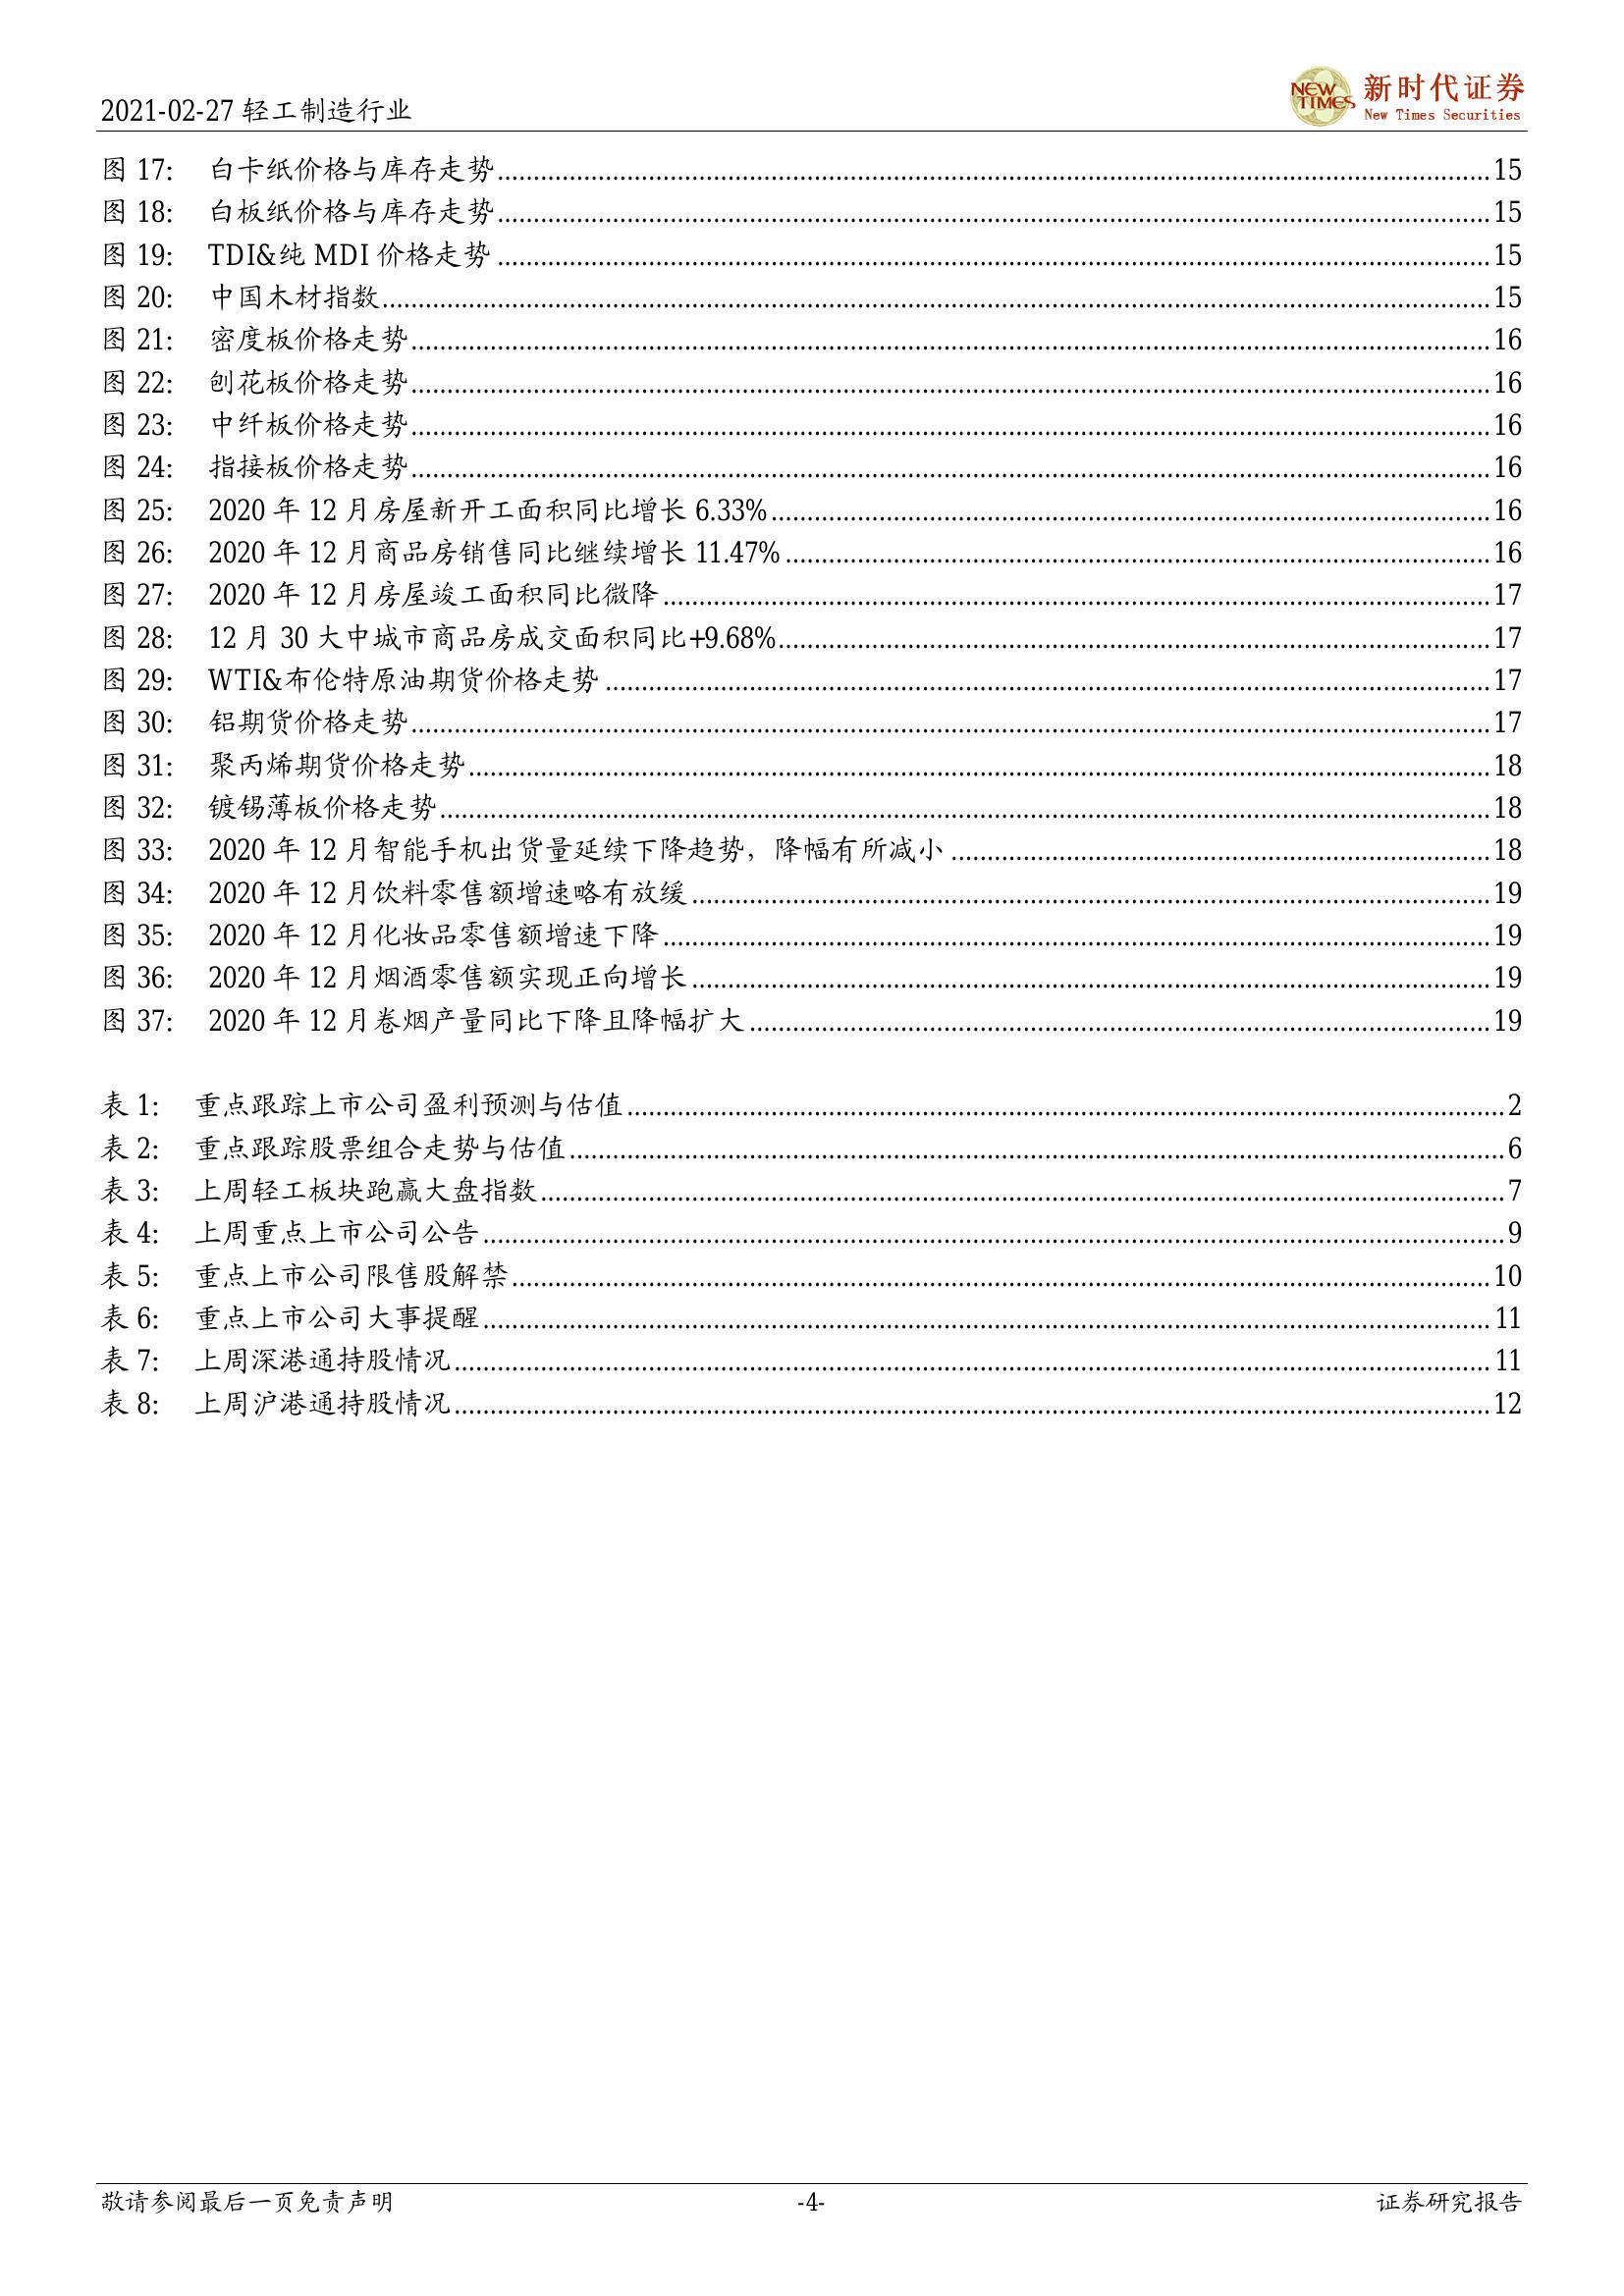 2021-02-27 轻工制造行业
NEW TIMES 新时代证券
New Times Securities
图 17: 白卡纸价格与库存走势 15
图 18: 白板纸价格与库存走势 15
图 19: TDI&纯 MDI 价格走势 15
图 20: 中国木材指数 15
图 21: 密度板价格走势 16
图 22: 刨花板价格走势 16
图 23: 中纤板价格走势 16
图 24: 指接板价格走势 16
图 25: 2020 年 12 月房屋新开工面积同比增长 6.33% 16
图 26: 2020 年 12 月商品房销售同比继续增长 11.47% 16
图 27: 2020 年 12 月房屋竣工面积同比微降 17
图 28: 12 月 30 大中城市商品房成交面积同比+9.68% 17
图 29: WTI&布伦特原油期货价格走势 17
图 30: 铝期货价格走势 17
图 31: 聚丙烯期货价格走势 18
图 32: 镀锡薄板价格走势 18
图 33: 2020 年 12 月智能手机出货量延续下降趋势，降幅有所减小 18
图 34: 2020 年 12 月饮料零售额增速略有放缓 19
图 35: 2020 年 12 月化妆品零售额增速下降 19
图 36: 2020 年 12 月烟酒零售额实现正向增长 19
图 37: 2020 年 12 月卷烟产量同比下降且降幅扩大 19
表 1: 重点跟踪上市公司盈利预测与估值 2
表 2: 重点跟踪股票组合走势与估值 6
表 3: 上周轻工板块跑赢大盘指数 7
表 4: 上周重点上市公司公告 9
表 5: 重点上市公司限售股解禁 10
表 6: 重点上市公司大事提醒 11
表 7: 上周深港通持股情况 11
表 8: 上周沪港通持股情况 12
敬请参阅最后一页免责声明 -4- 证券研究报告